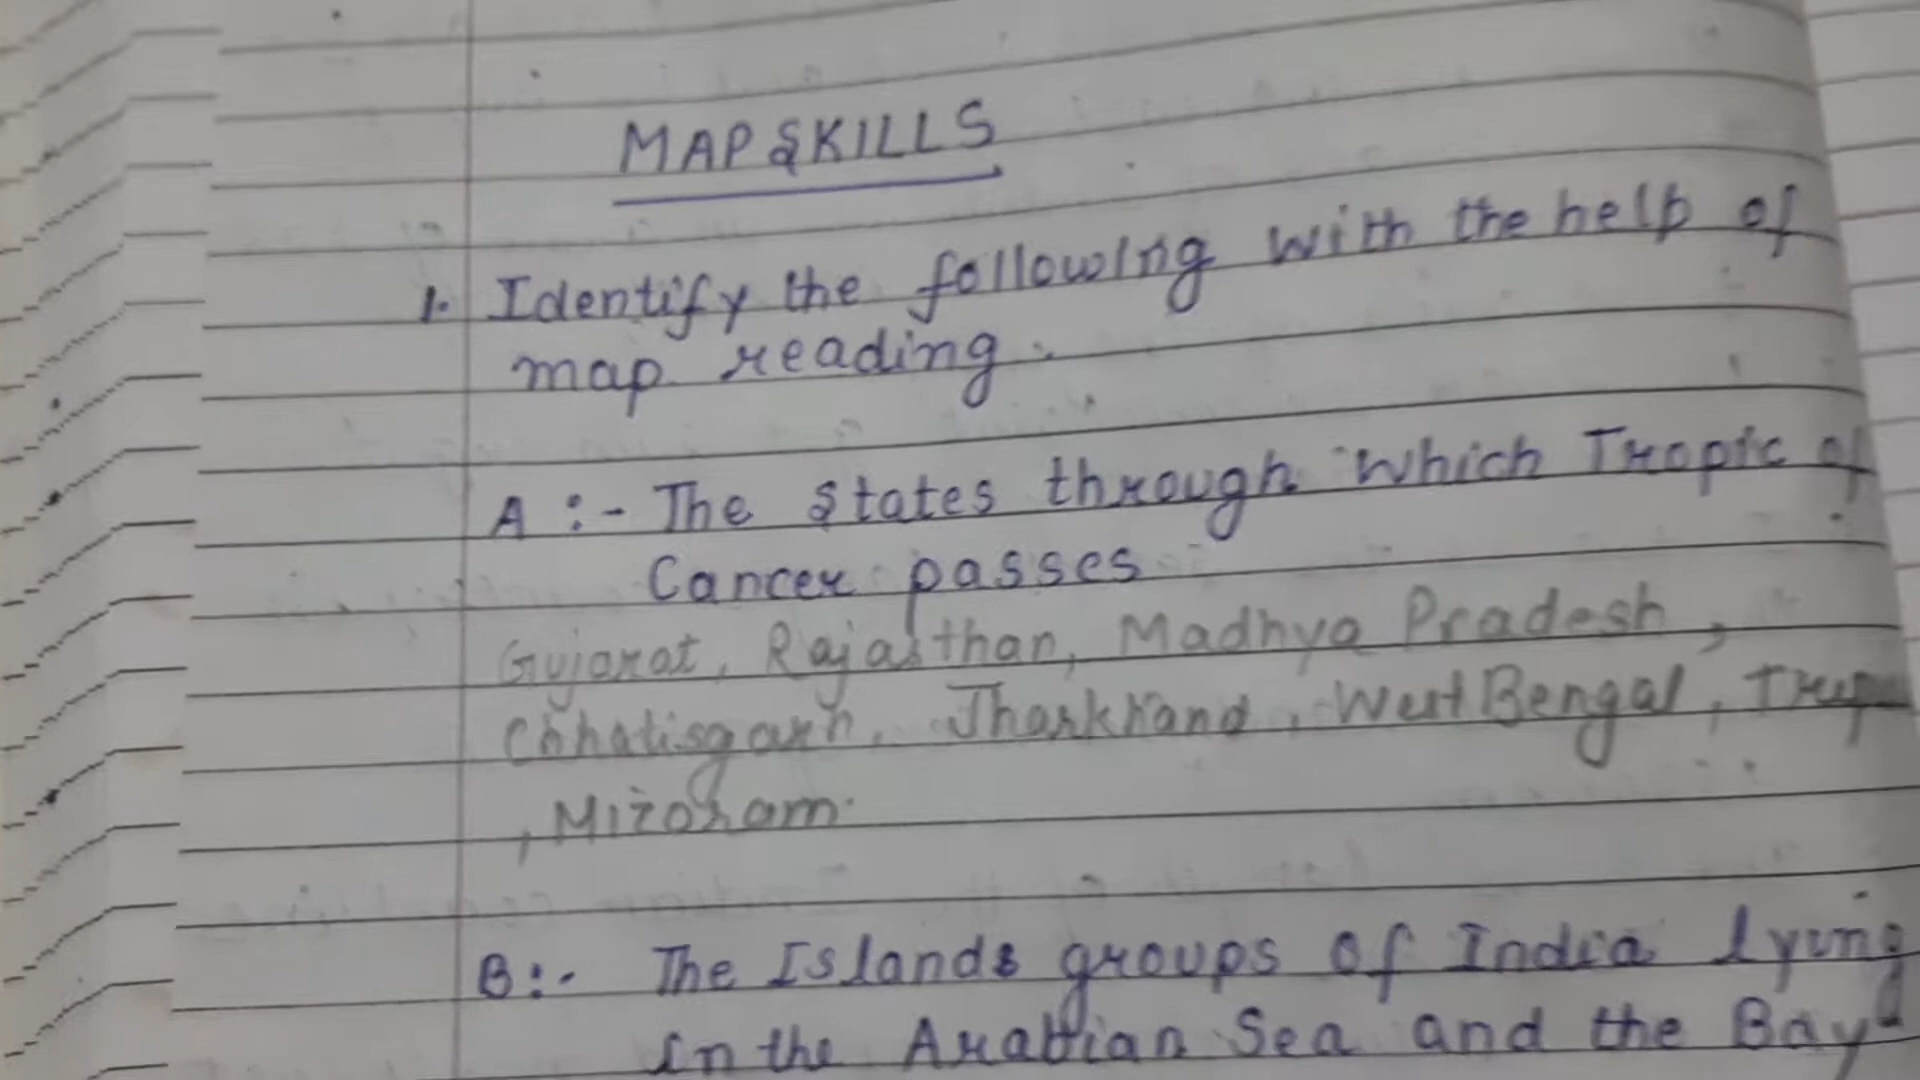 MAP SKILLS
1. Identify the following with the help of
map reading.
A :- The States through which Tropic of
Cancer passes
Gujarat, Rajasthan, Madhya Pradesh,
Chhatisgarh, Jharkhand, West Bengal,
, Mizoram.
B:- The Islands groups of India lying
in the Arabian Sea and the Bay